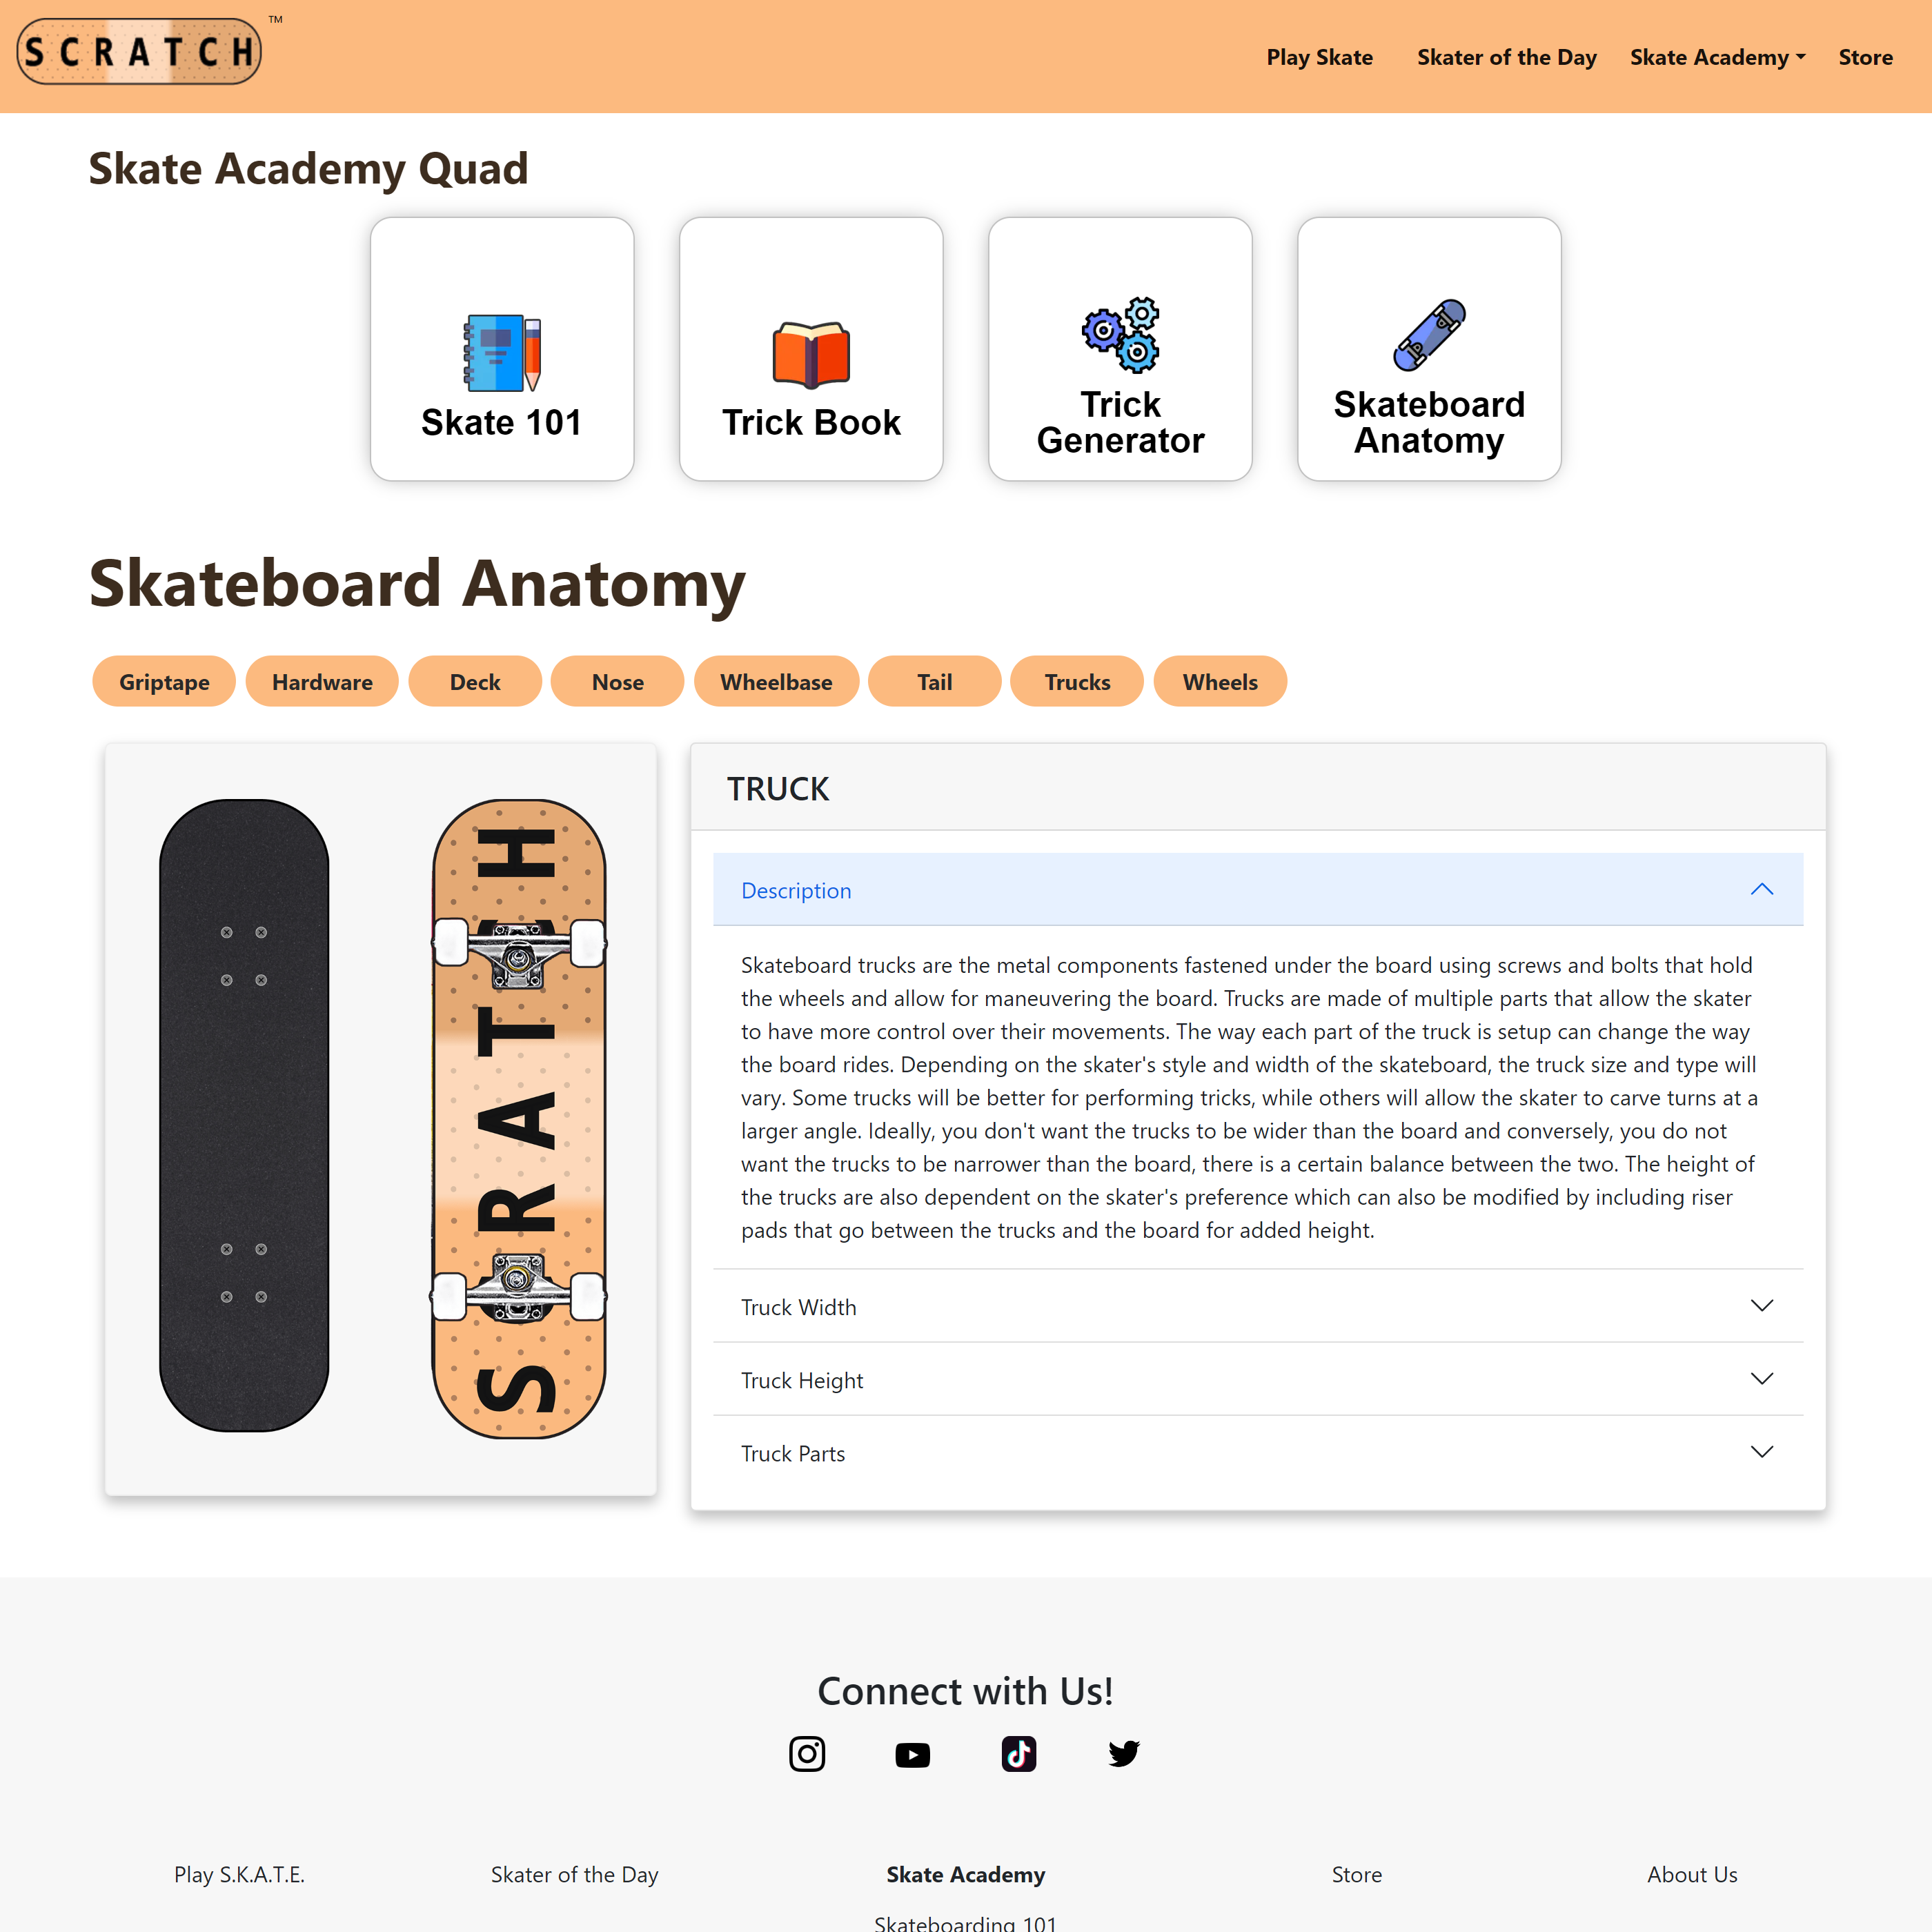 SCRATCH
TM
Play Skate
Skater of the Day
Skate Academy
Store
Skate Academy Quad
Skate 101
Trick Book
Trick
Generator
Skateboard
Anatomy
Skateboard Anatomy
Griptape
Hardware
Deck
Nose
Wheelbase
Tail
Trucks
Wheels
S RAT H
TRUCK
Description
Skateboard trucks are the metal components fastened under the board using screws and bolts that hold
the wheels and allow for maneuvering the board. Trucks are made of multiple parts that allow the skater
to have more control over their movements. The way each part of the truck is setup can change the way
the board rides. Depending on the skater's style and width of the skateboard, the truck size and type will
vary. Some trucks will be better for performing tricks, while others will allow the skater to carve turns at a
larger angle. Ideally, you don't want the trucks to be wider than the board and conversely, you do not
want the trucks to be narrower than the board, there is a certain balance between the two. The height of
the trucks are also dependent on the skater's preference which can also be modified by including riser
pads that go between the trucks and the board for added height.
Truck Width
Truck Height
Truck Parts
Connect with Us!
Play S.K.A.T.E.
Skater of the Day
Skate Academy
Store
About Us
Skateboarding 101